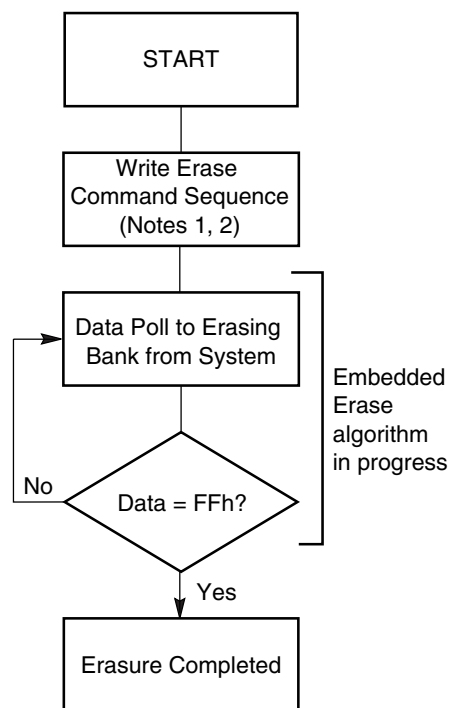 START
Write Erase
Command Sequence
(Notes 1, 2)
Data Poll to Erasing
Bank from System
Embedded
Erase
algorithm
in progress
No
Data = FFh?
Yes
Erasure Completed